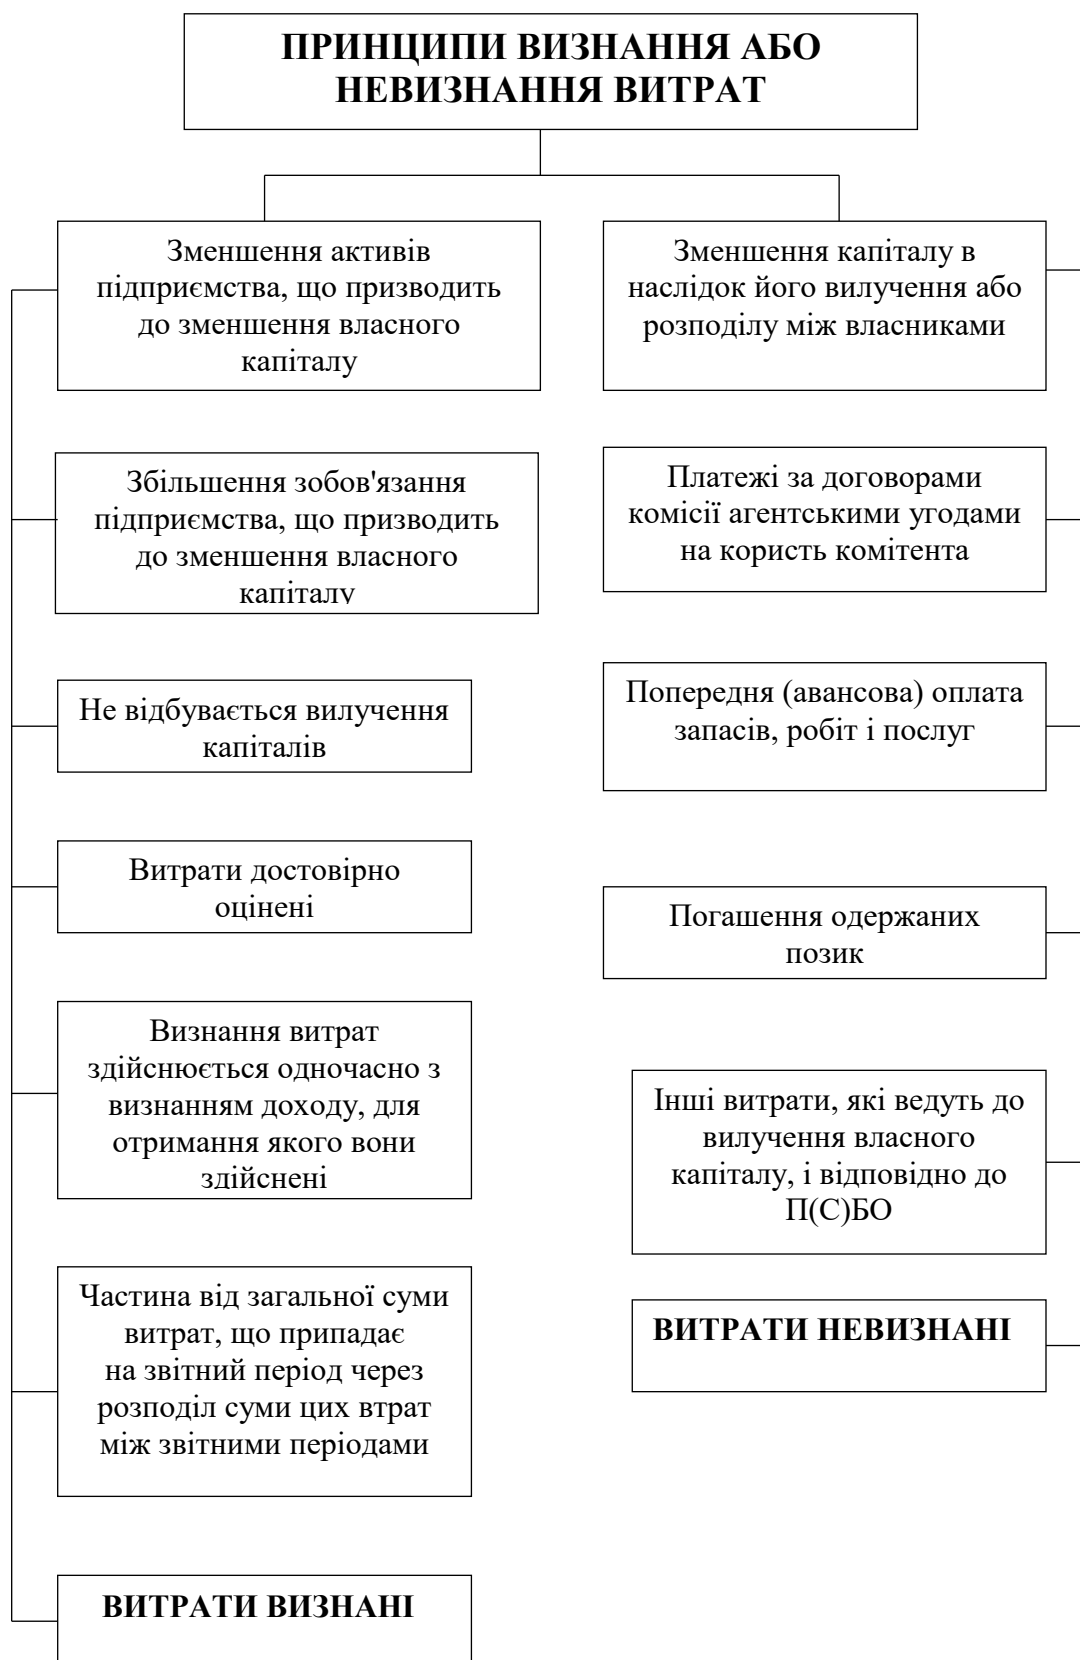 ПРИНЦИПИ ВИЗНАННЯ АБО
НЕВИЗНАННЯ ВИТРАТ
Зменшення активів
підприємства, що призводить
до зменшення власного
капіталу
Збільшення зобов'язання
підприємства, що призводить
до зменшення власного
капіталу
Не відбувається вилучення
капіталів
Витрати достовірно
оцінені
Визнання витрат
здійснюється одночасно з
визнанням доходу, для
отримання якого вони
здійснені
Частина від загальної суми
витрат, що припадає
на звітний період через
розподіл суми цих втрат
між звітними періодами
ВИТРАТИ ВИЗНАНІ
Зменшення капіталу в
наслідок його вилучення або
розподілу між власниками
Платежі за договорами
комісії агентськими угодами
на користь комітента
Попередня (авансова) оплата
запасів, робіт і послуг
Погашення одержаних
позик
Інші витрати, які ведуть до
вилучення власного
капіталу, і відповідно до
П(С)БО
ВИТРАТИ НЕВИЗНАНІ